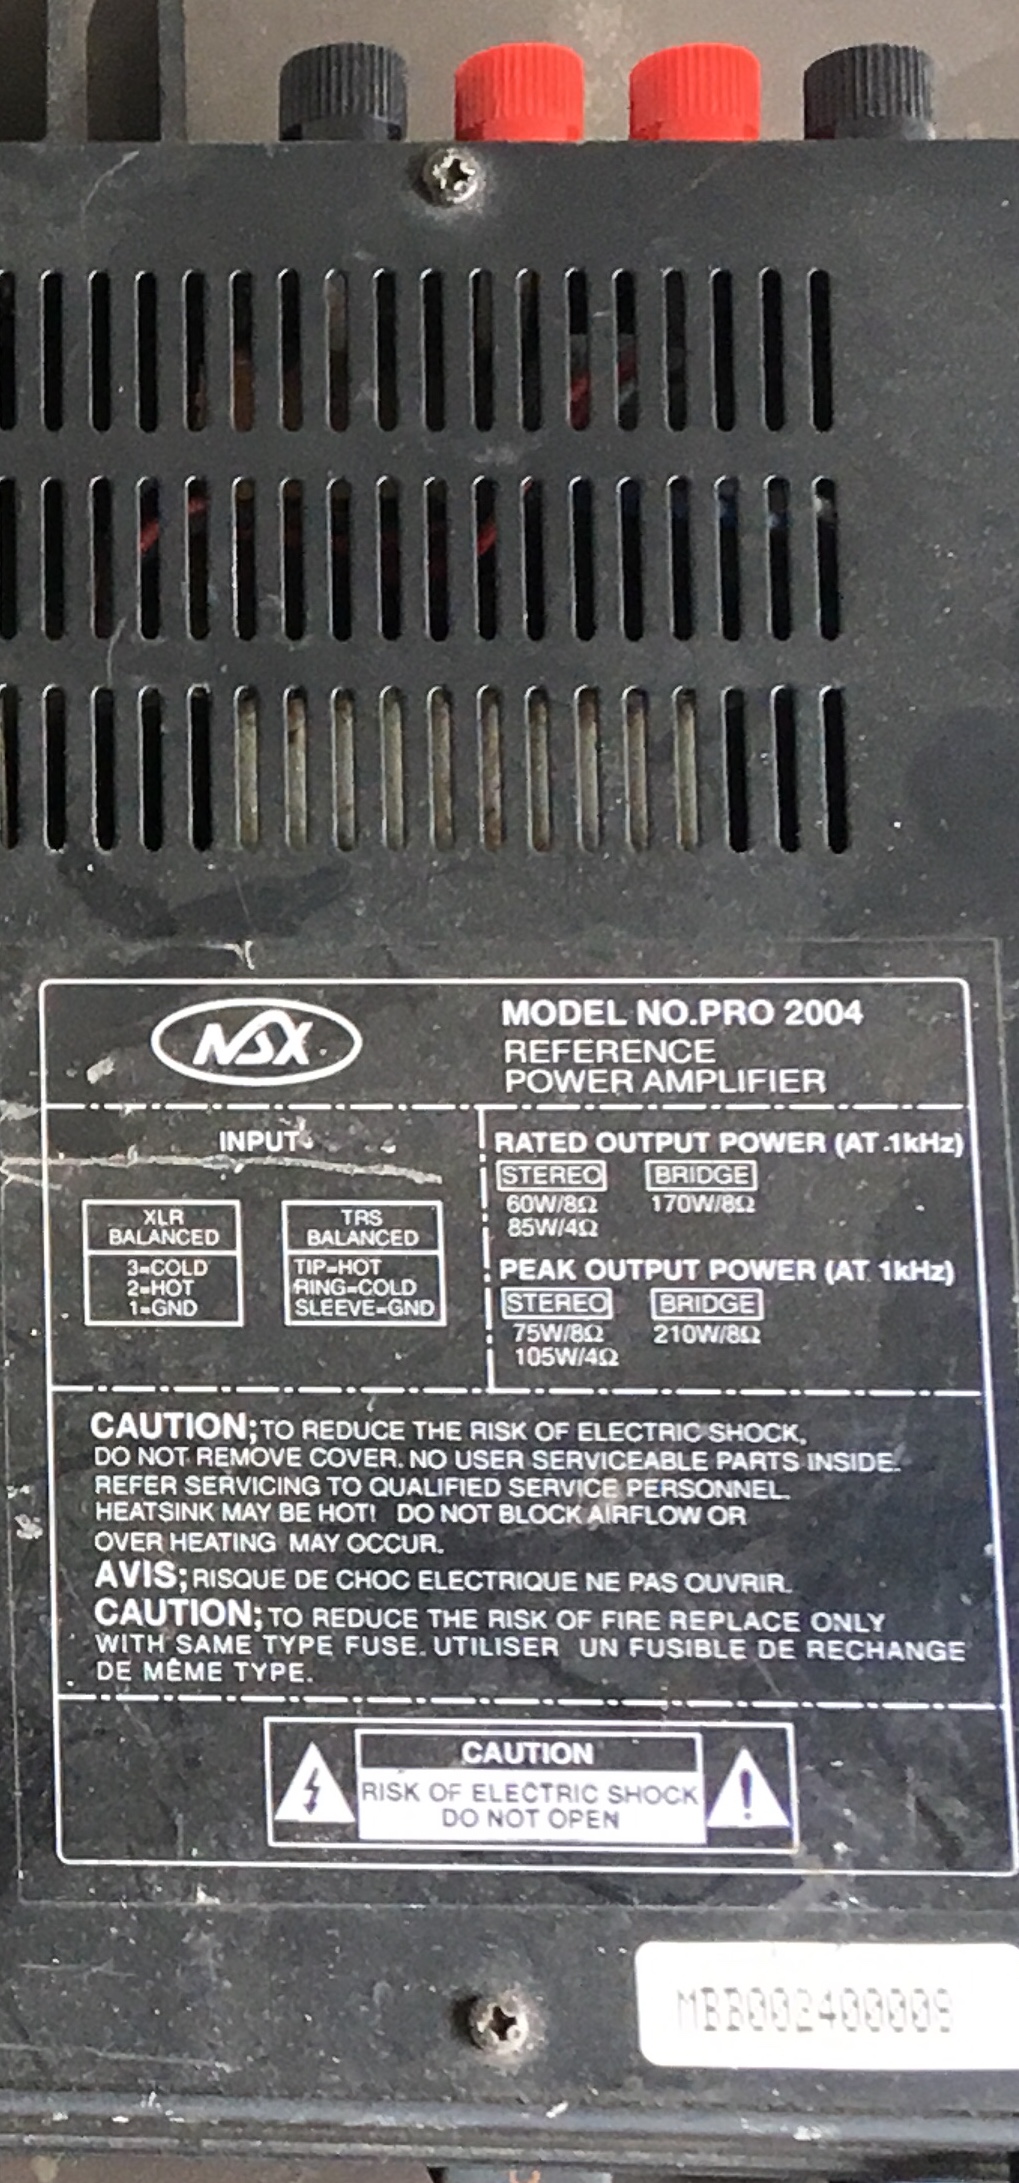 NSX
MODEL NO.PRO 2004
REFERENCE
POWER AMPLIFIER
INPUT
XLR
BALANCED
3=COLD
2=HOT
1=GND
TRS
BALANCED
TIP=HOT
RING=COLD
SLEEVE=GND
RATED OUTPUT POWER (AT 1kHz)
STEREO BRIDGE
60W/8Ω 170W/8Ω
85W/4Ω
PEAK OUTPUT POWER (AT 1kHz)
STEREO BRIDGE
75W/8Ω 210W/8Ω
105W/4Ω
CAUTION; TO REDUCE THE RISK OF ELECTRIC SHOCK,
DO NOT REMOVE COVER. NO USER SERVICEABLE PARTS INSIDE.
REFER SERVICING TO QUALIFIED SERVICE PERSONNEL.
HEATSINK MAY BE HOT! DO NOT BLOCK AIRFLOW OR
OVER HEATING MAY OCCUR.
AVIS; RISQUE DE CHOC ELECTRIQUE NE PAS OUVRIR.
CAUTION; TO REDUCE THE RISK OF FIRE REPLACE ONLY
WITH SAME TYPE FUSE. UTILISER UN FUSIBLE DE RECHANGE
DE MÊME TYPE.
CAUTION
RISK OF ELECTRIC SHOCK
DO NOT OPEN